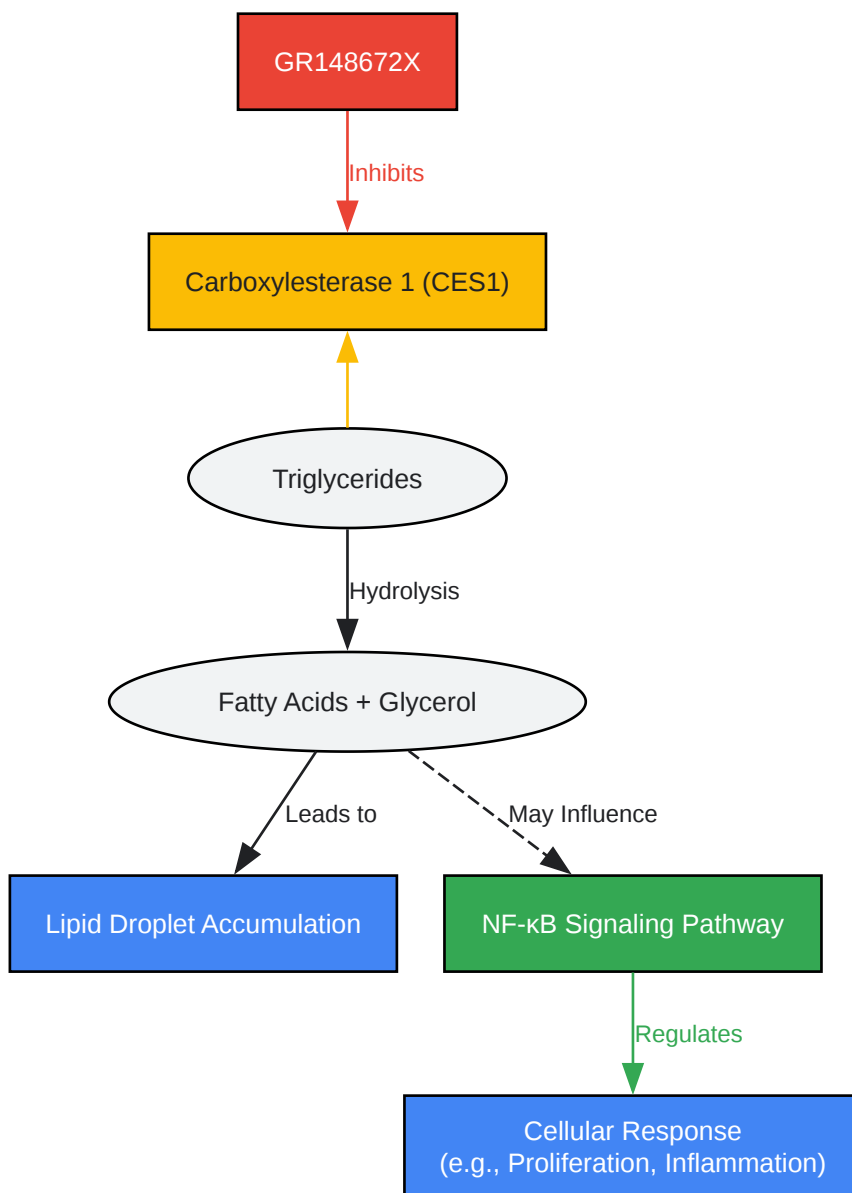 GR148672X
Inhibits
Carboxylesterase 1 (CES1)
Triglycerides
Hydrolysis
Fatty Acids + Glycerol
Leads to
May Influence
Lipid Droplet Accumulation
NF-κB Signaling Pathway
Regulates
Cellular Response
(e.g., Proliferation, Inflammation)